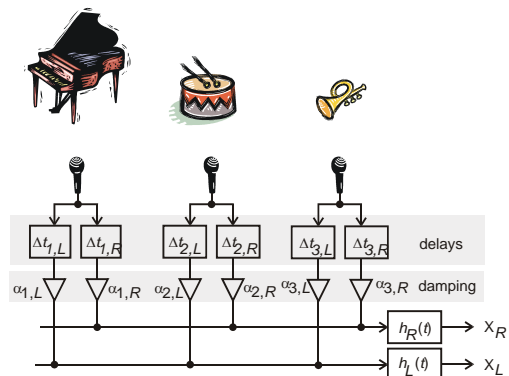 Δt1,L Δt1,R Δt2,L Δt2,R Δt3,L Δt3,R delays
α1,L α1,R α2,L α2,R α3,L α3,R damping
hR(t) XR
hL(t) XL